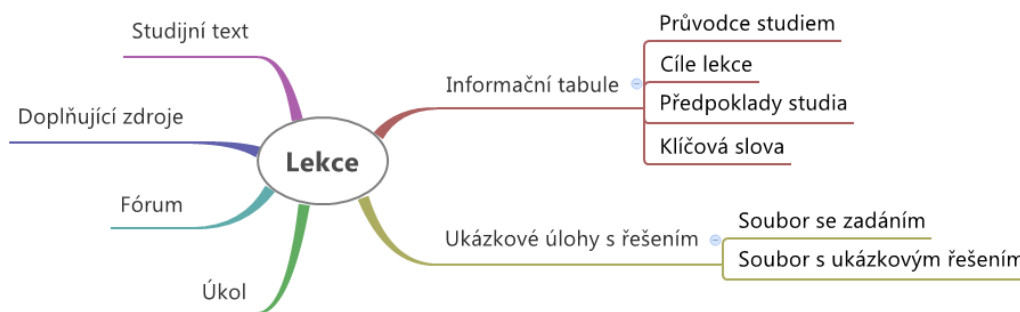 Studijní text
Doplňující zdroje
Fórum
Úkol
Lekce
Informační tabule
Průvodce studiem
Cíle lekce
Předpoklady studia
Klíčová slova
Ukázkové úlohy s řešením
Soubor se zadáním
Soubor s ukázkovým řešením